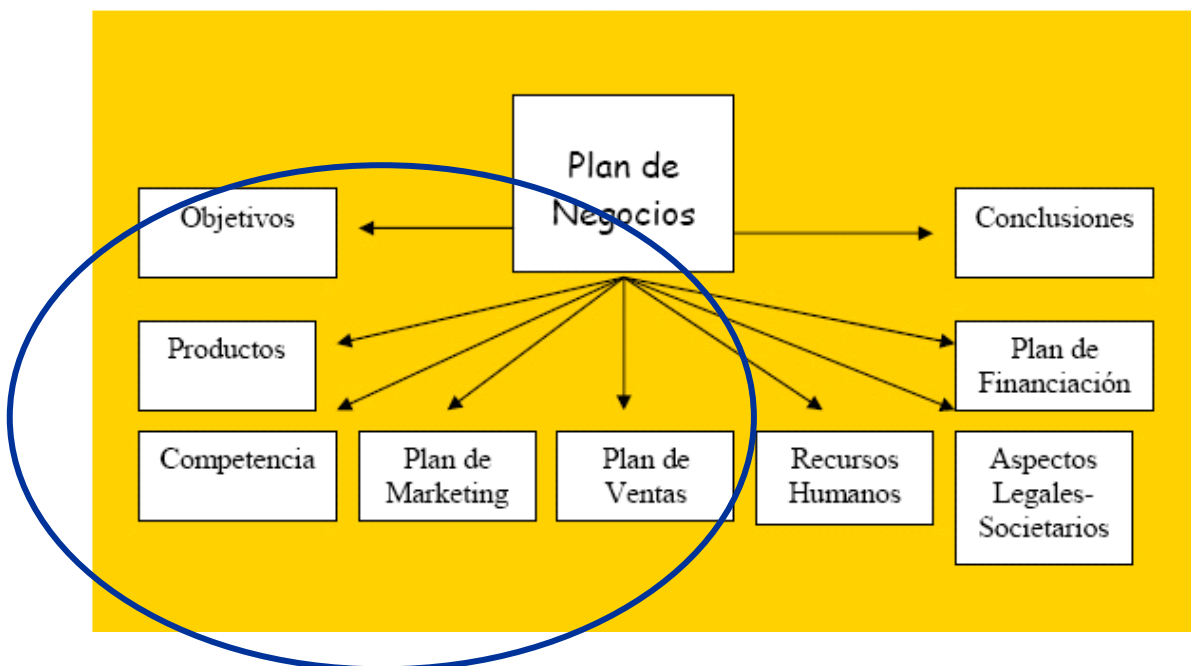 Plan de
Negocios
Objetivos
Conclusiones
Productos
Plan de
Financiación
Competencia
Plan de
Marketing
Plan de
Ventas
Recursos
Humanos
Aspectos
Legales-
Societarios